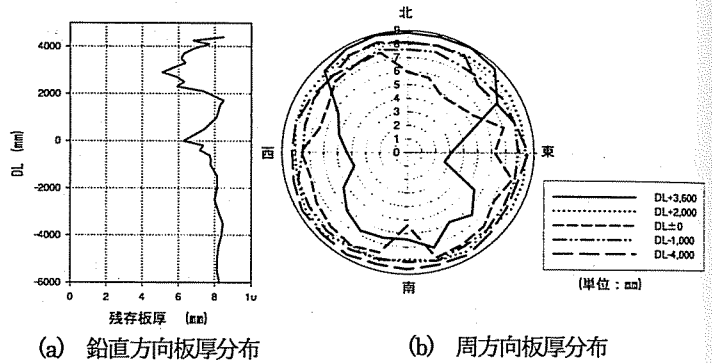 DL (mm)
4000
2000
0
-2000
-4000
-6000
0 2 4 6 8 10
残存板厚 (mm)
(a) 鉛直方向板厚分布
北
9
8
7
6
5
4
3
2
1
0
西
東
南
DL+3,600
DL+2,000
DL±0
DL-1,000
DL-4,000
(単位：mm)
(b) 周方向板厚分布